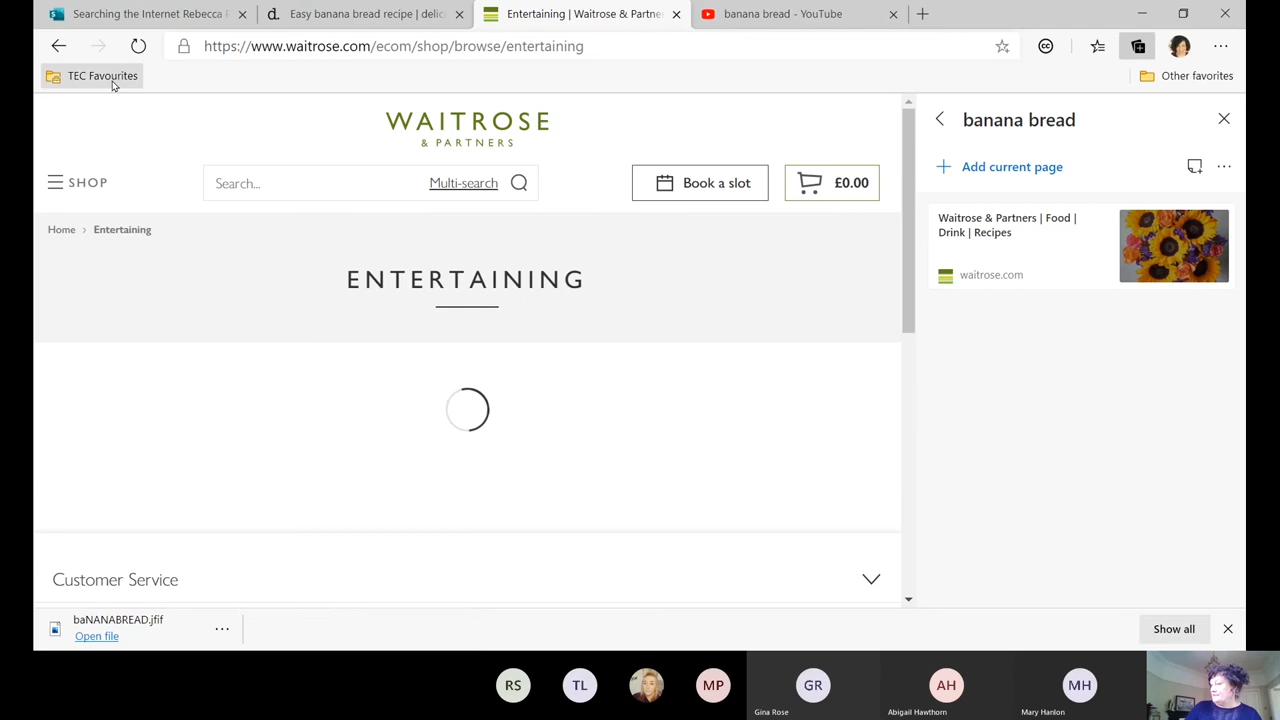 Searching the Internet Rebecca
Easy banana bread recipe | delic
Entertaining | Waitrose & Partne
banana bread - YouTube
https://www.waitrose.com/ecom/shop/browse/entertaining
TEC Favourites
Other favorites
WAITROSE
& PARTNERS
SHOP
Search...
Multi-search
Book a slot
£0.00
Home > Entertaining
ENTERTAINING
Customer Service
banana bread
Add current page
Waitrose & Partners | Food |
Drink | Recipes
waitrose.com
baNANABREAD.jfif
Open file
Show all
RS
TL
MP
GR
Gina Rose
AH
Abigail Hawthorn
MH
Mary Hanlon